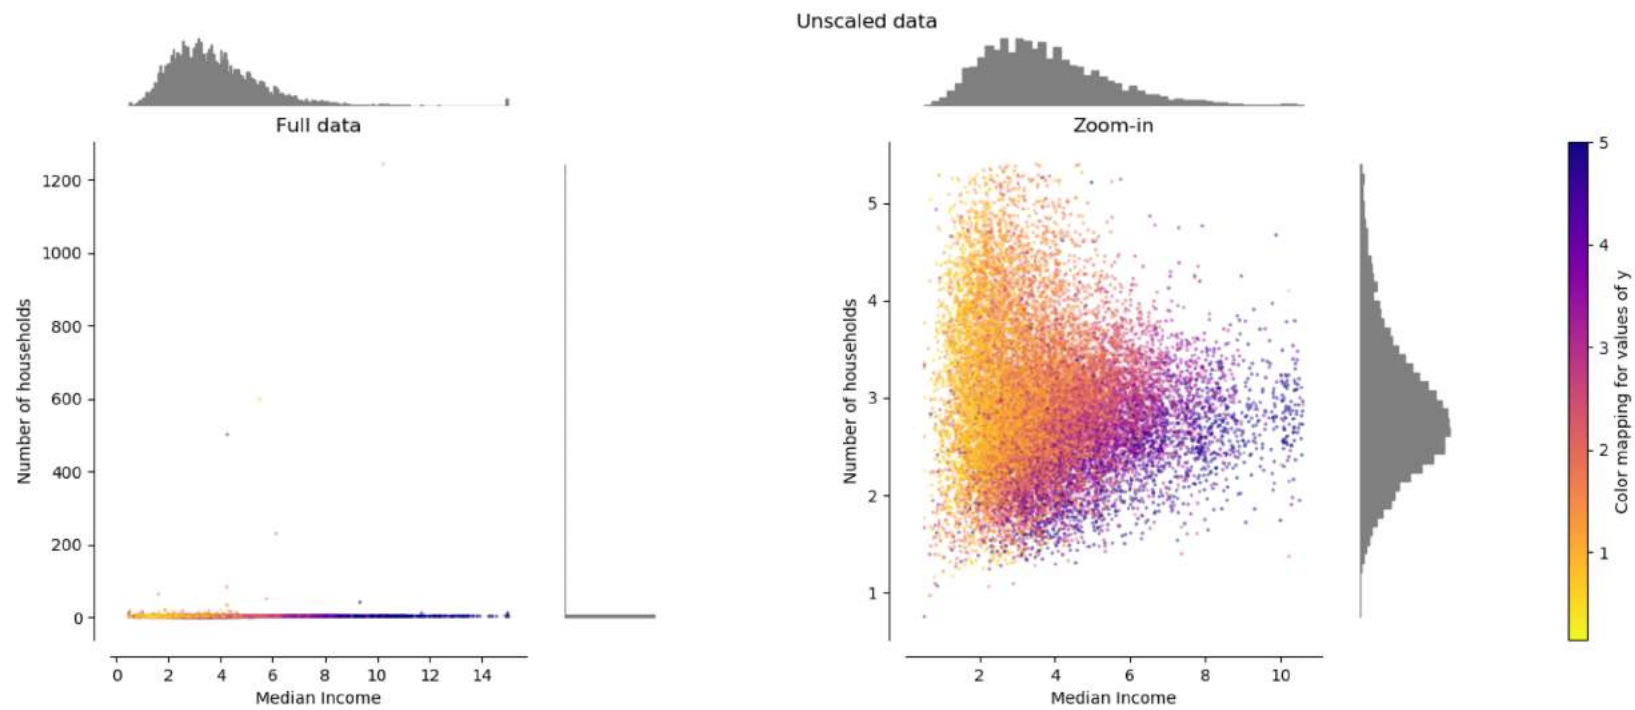 Unscaled data
Full data
1200
1000
800
600
400
200
0
Number of households
0 2 4 6 8 10 12 14
Median Income
Zoom-in
5
4
3
2
1
Number of households
2 4 6 8 10
Median Income
5
4
3
2
1
Color mapping for values of y